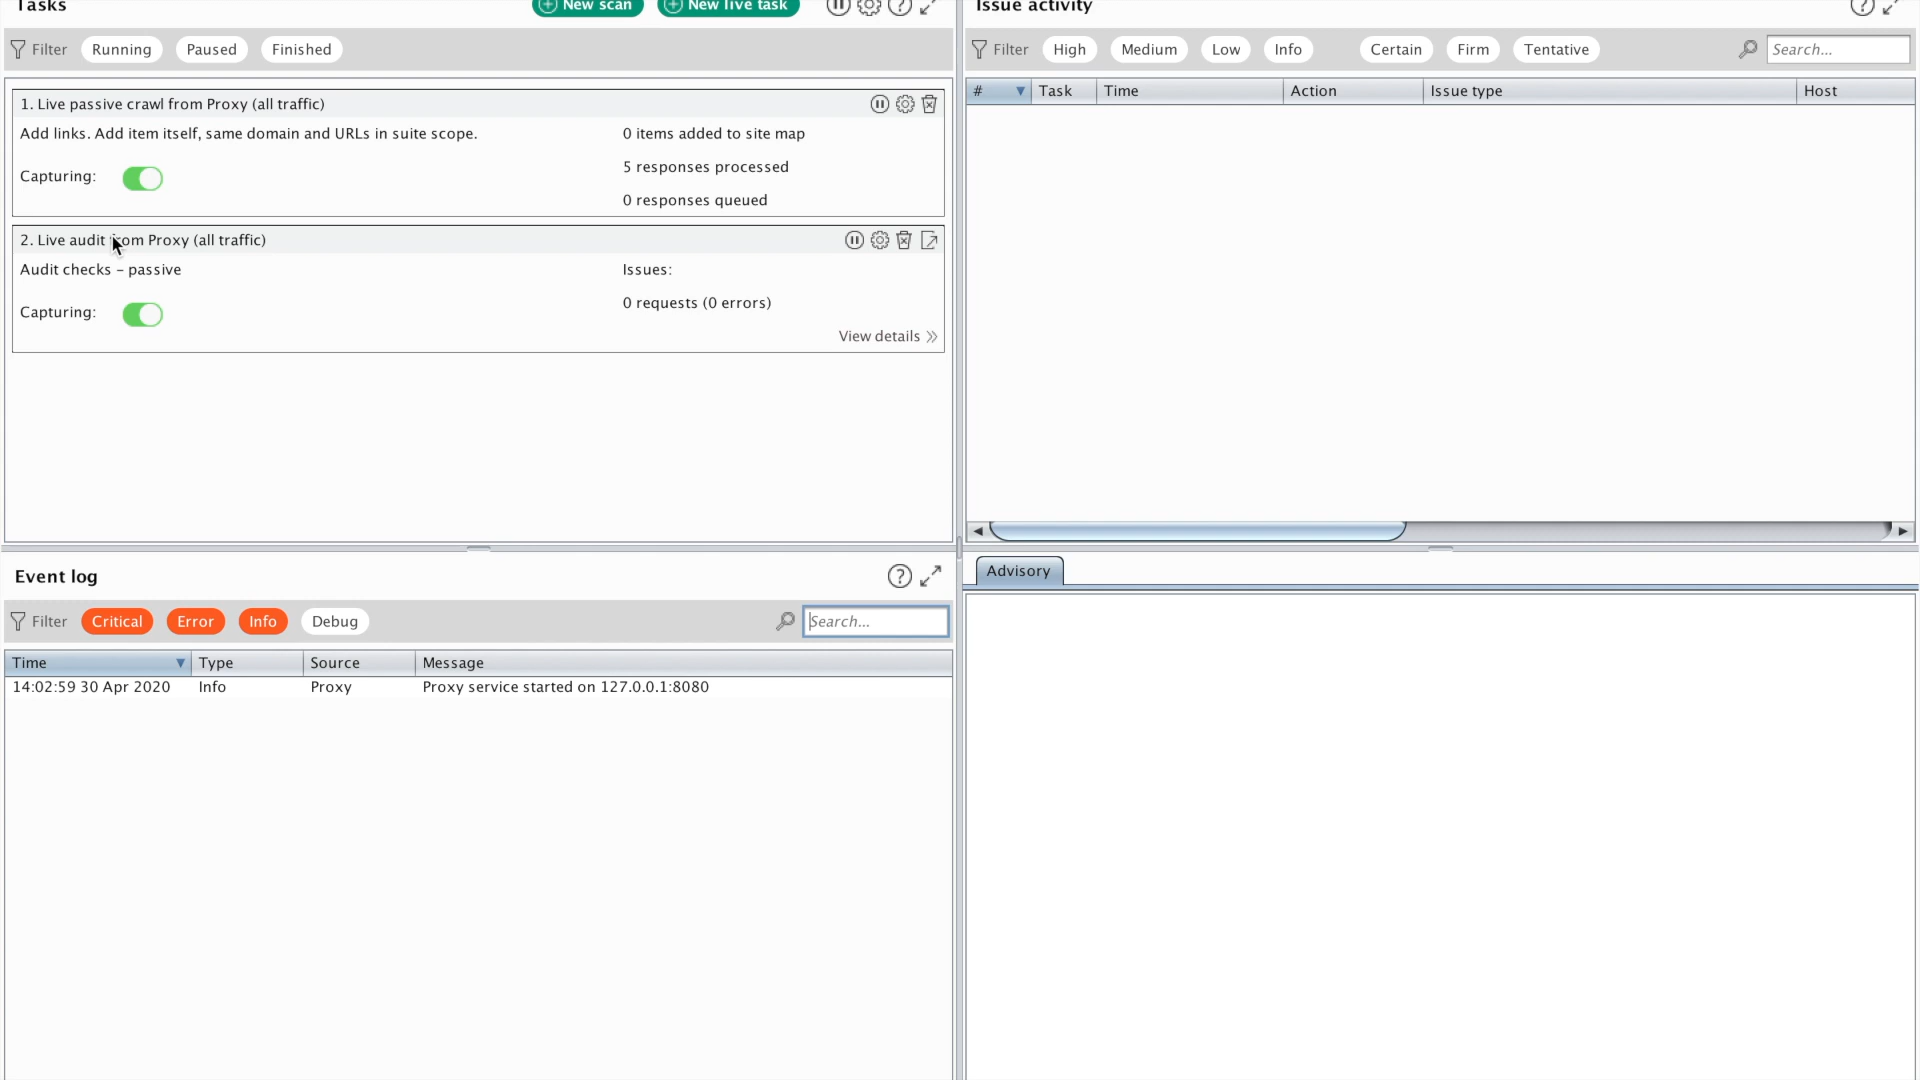 Tasks
New scan
New live task
Filter
Running
Paused
Finished
1. Live passive crawl from Proxy (all traffic)
Add links. Add item itself, same domain and URLs in suite scope.
0 items added to site map
5 responses processed
0 responses queued
Capturing:
2. Live audit from Proxy (all traffic)
Audit checks – passive
Issues:
0 requests (0 errors)
Capturing:
View details
Event log
Filter
Critical
Error
Info
Debug
Search...
Time
Type
Source
Message
14:02:59 30 Apr 2020
Info
Proxy
Proxy service started on 127.0.0.1:8080
Issue activity
Filter
High
Medium
Low
Info
Certain
Firm
Tentative
Search...
#
Task
Time
Action
Issue type
Host
Advisory